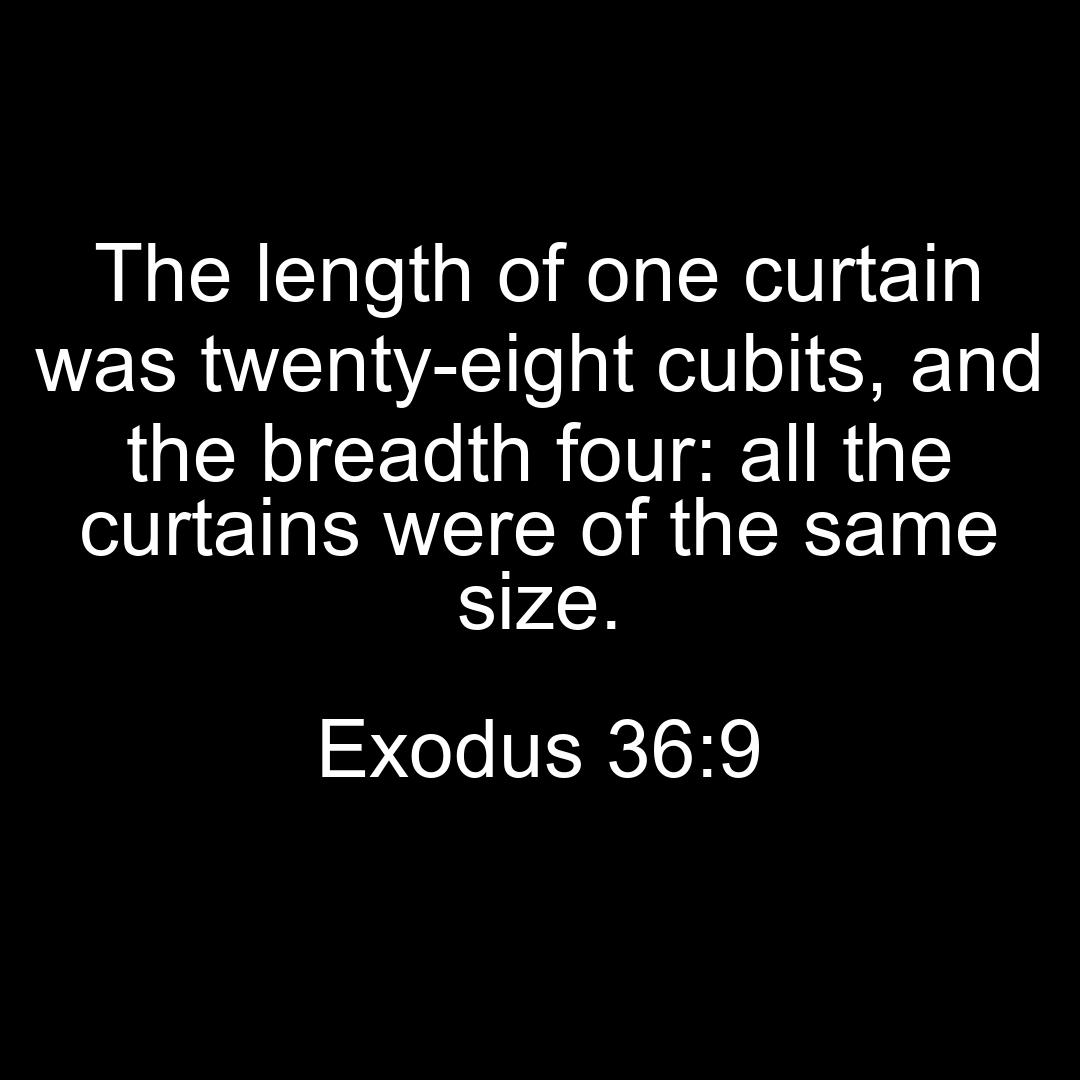 The length of one curtain
was twenty-eight cubits, and
the breadth four: all the
curtains were of the same
size.
Exodus 36:9